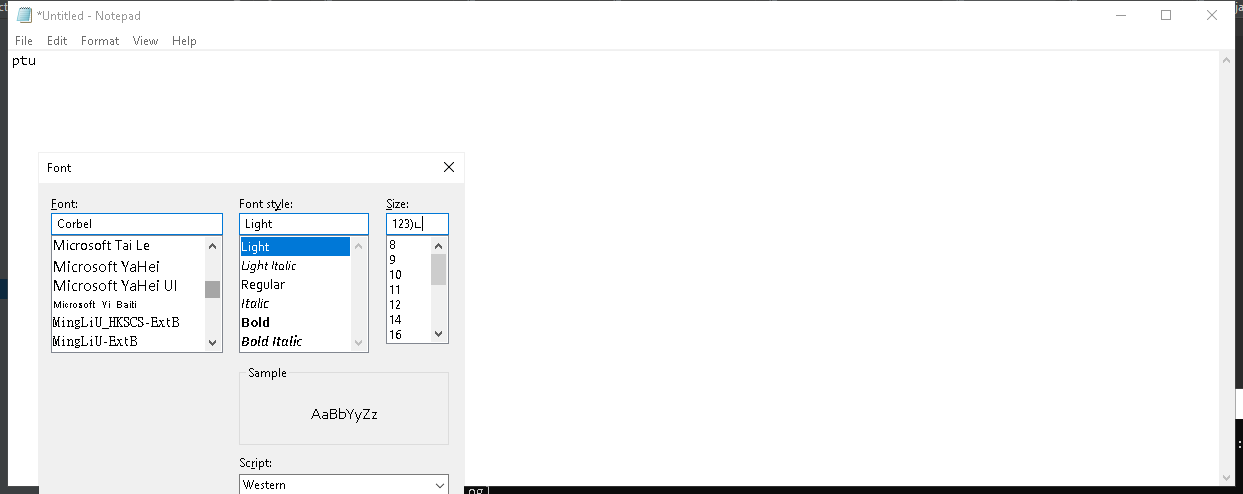 *Untitled - Notepad
File Edit Format View Help
ptu
Font
Font: Font style: Size:
Corbel Light 123)ㄴ
Microsoft Tai Le
Microsoft YaHei
Microsoft YaHei UI
Microsoft Yi Baiti
MingLiU_HKSCS-ExtB
MingLiU-ExtB
Light
Light Italic
Regular
Italic
Bold
Bold Italic
8
9
10
11
12
14
16
Sample
AaBbYyZz
Script:
Western